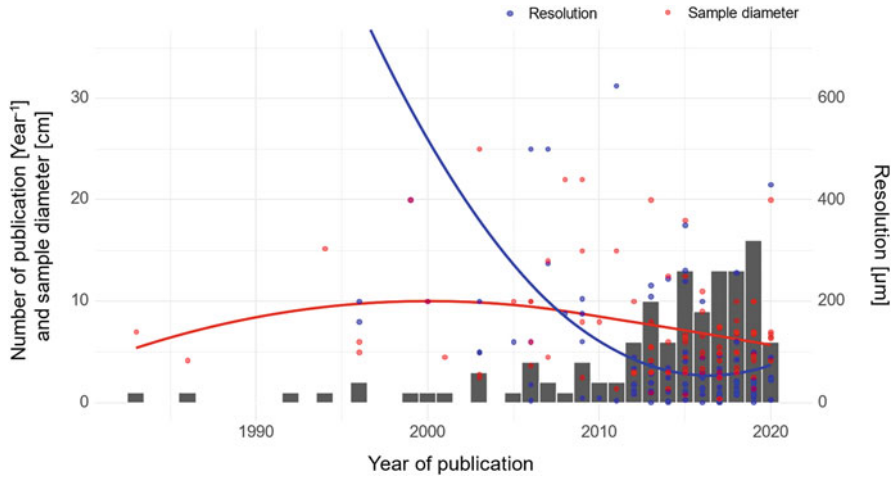 Resolution
Sample diameter
Number of publication [Year⁻¹]
and sample diameter [cm]
30
20
10
0
600
400
200
0
Resolution [µm]
1990
2000
2010
2020
Year of publication